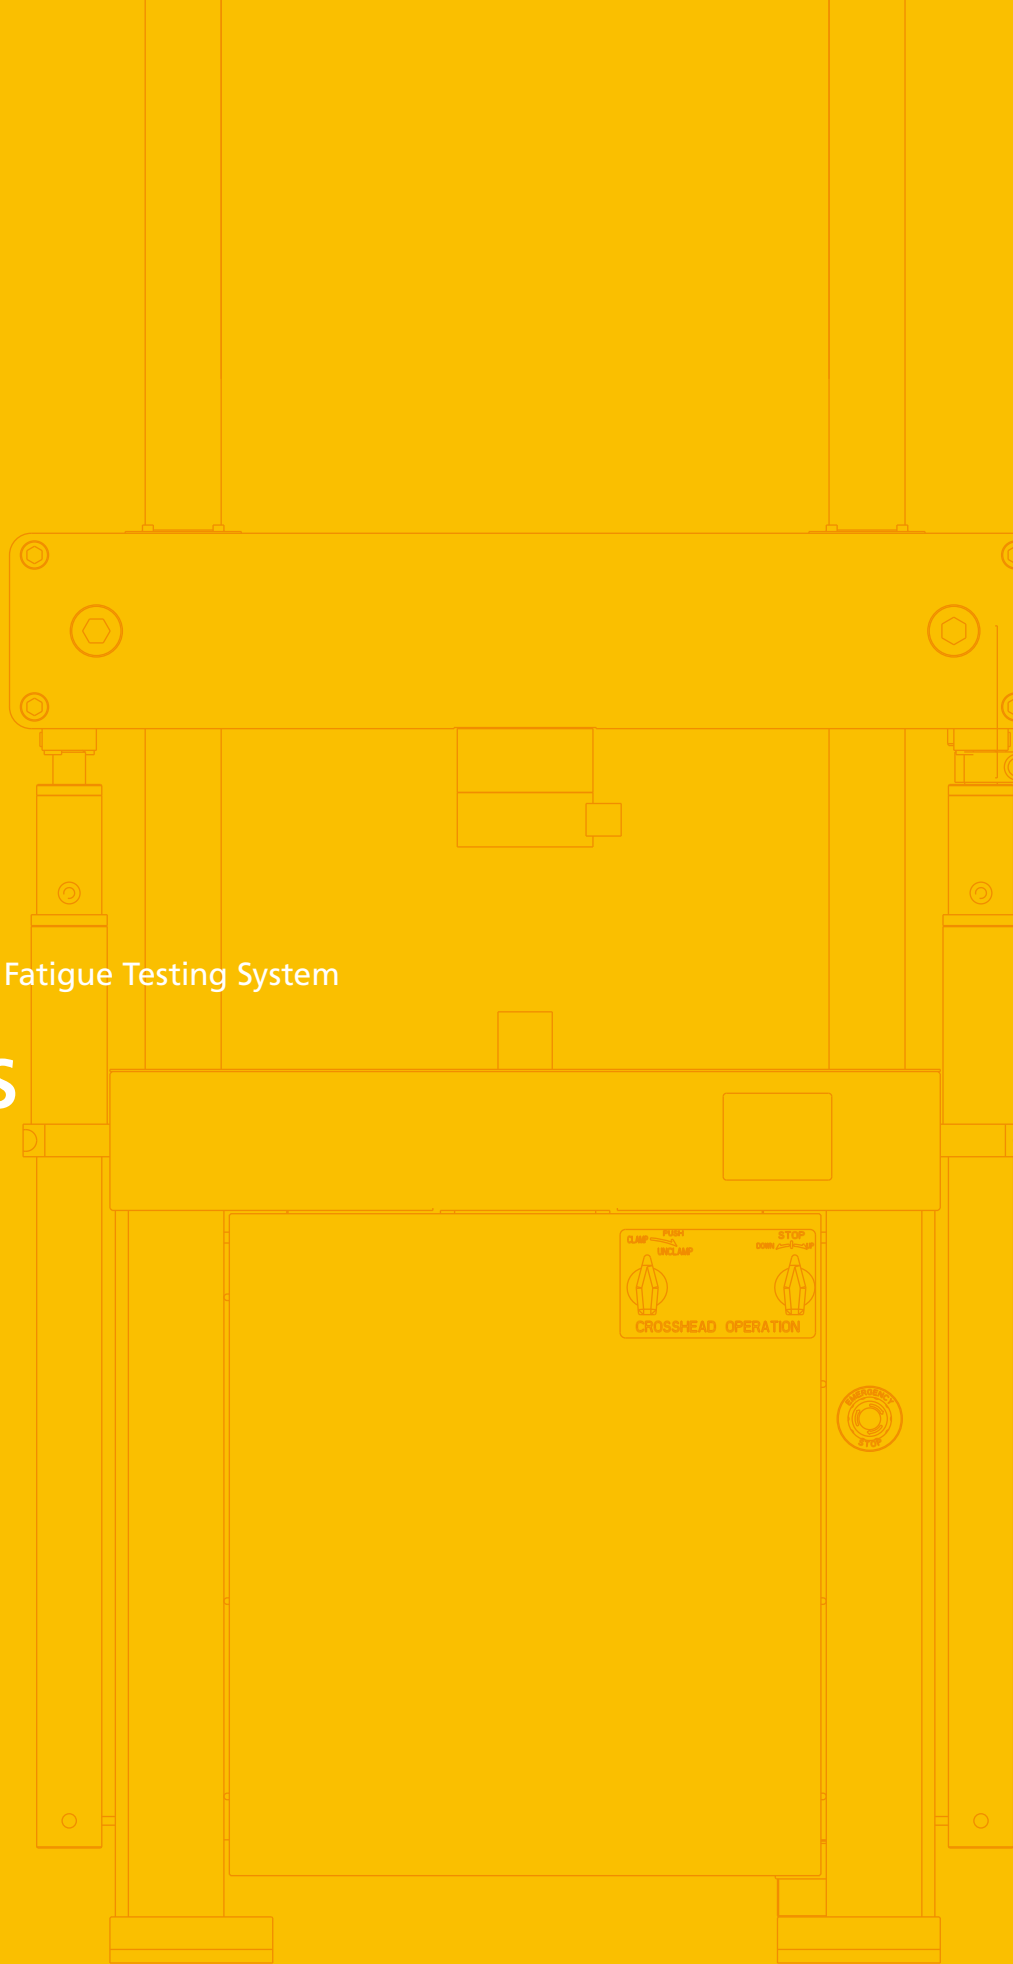 Fatigue Testing System
s
PUSH
CLAMP
UNCLAMP
STOP
DOWN UP
CROSSHEAD OPERATION
EMERGENCY
STOP